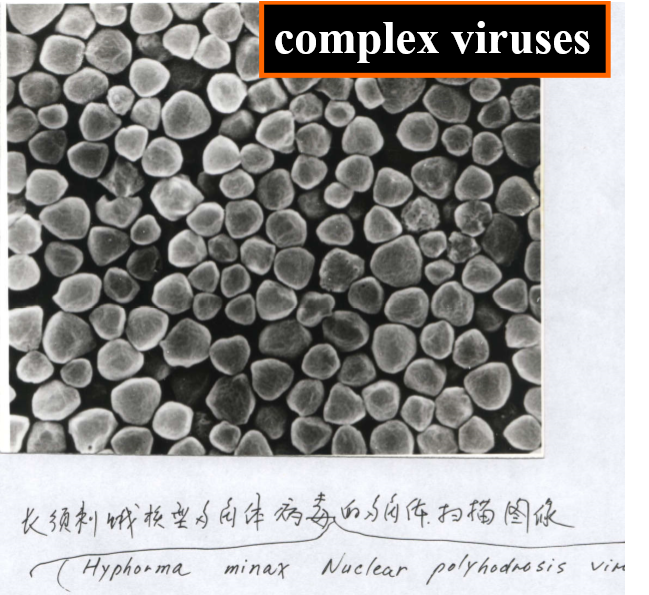 complex viruses
长须刺蛾核型多角体病毒的多角体扫描图像
(Hyphorma minax Nuclear polyhodrosis vir